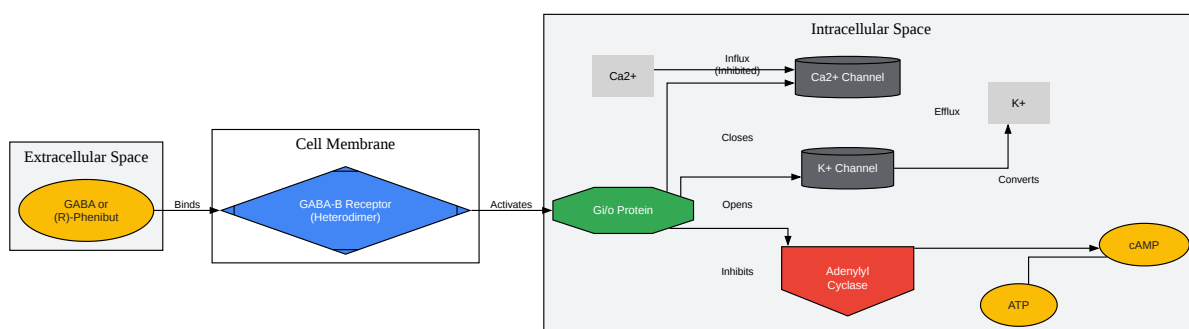 Intracellular Space
Ca2+
Influx
(Inhibited)
Ca2+ Channel
K+
Efflux
Closes
K+ Channel
Converts
Cell Membrane
Extracellular Space
GABA or
(R)-Phenibut
Binds
GABA-B Receptor
(Heterodimer)
Activates
Gi/o Protein
Opens
Inhibits
Adenylyl
Cyclase
cAMP
ATP